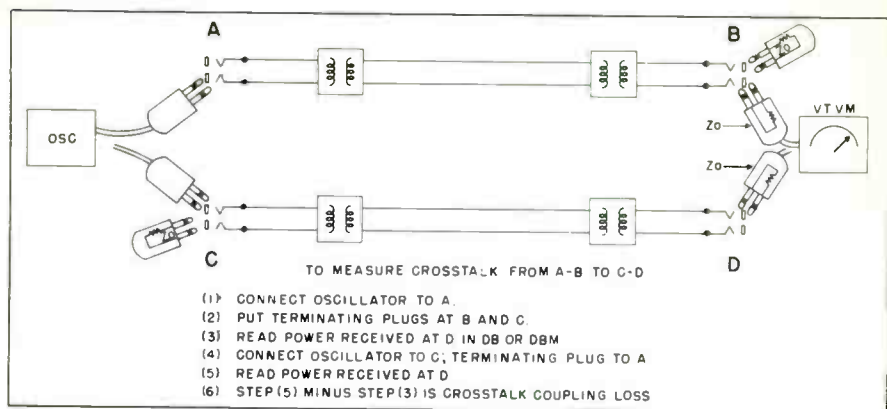 A
B
OSC
Zo
VTVM
Zo
Zo
Zo
C
D
TO MEASURE CROSSTALK FROM A-B TO C-D
(1) CONNECT OSCILLATOR TO A.
(2) PUT TERMINATING PLUGS AT B AND C.
(3) READ POWER RECEIVED AT D IN DB OR DBM
(4) CONNECT OSCILLATOR TO C; TERMINATING PLUG TO A
(5) READ POWER RECEIVED AT D
(6) STEP (5) MINUS STEP (3) IS CROSSTALK COUPLING LOSS